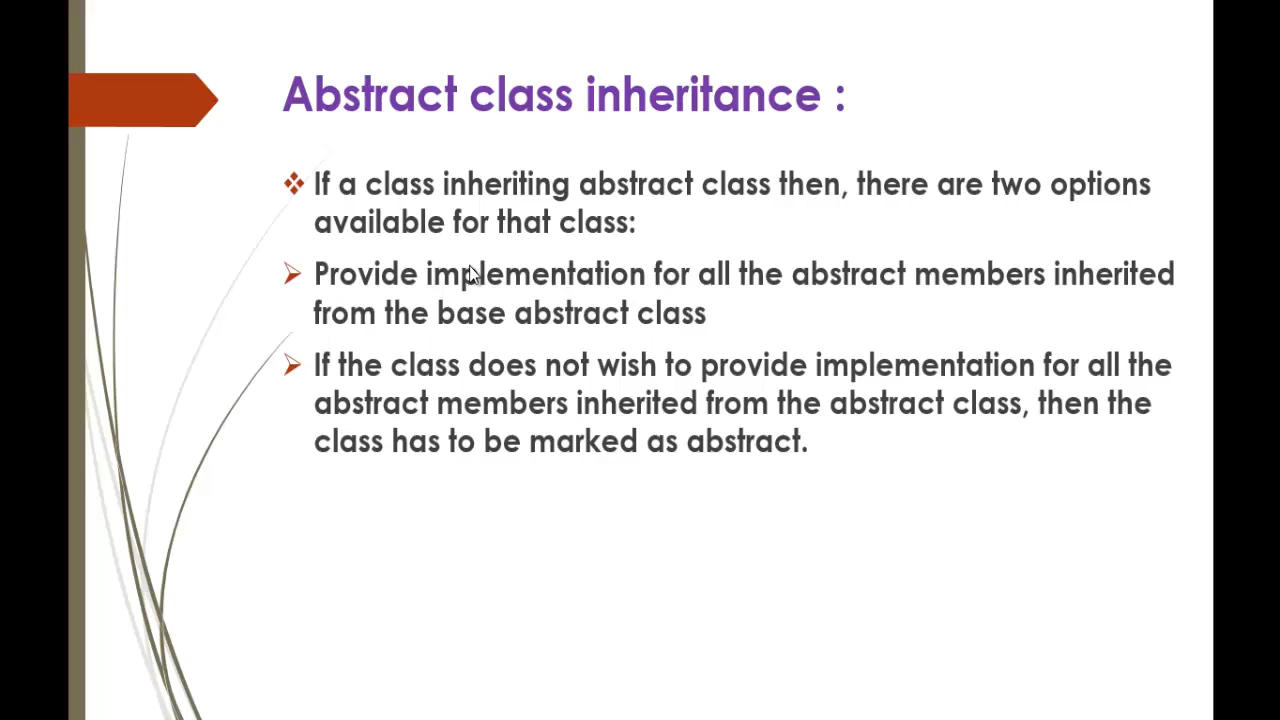 Abstract class inheritance :
If a class inheriting abstract class then, there are two options
available for that class:
Provide implementation for all the abstract members inherited
from the base abstract class
If the class does not wish to provide implementation for all the
abstract members inherited from the abstract class, then the
class has to be marked as abstract.